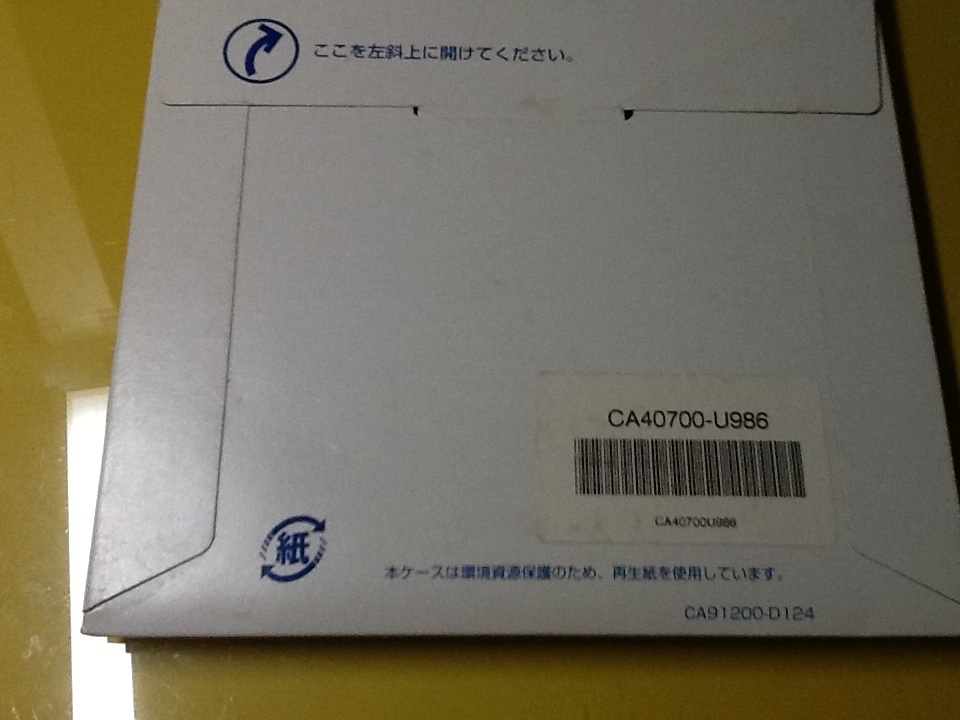 ここを左斜上に開けてください。
CA40700-U986
CA40700U986
紙
本ケースは環境資源保護のため、再生紙を使用しています。
CA91200-D124